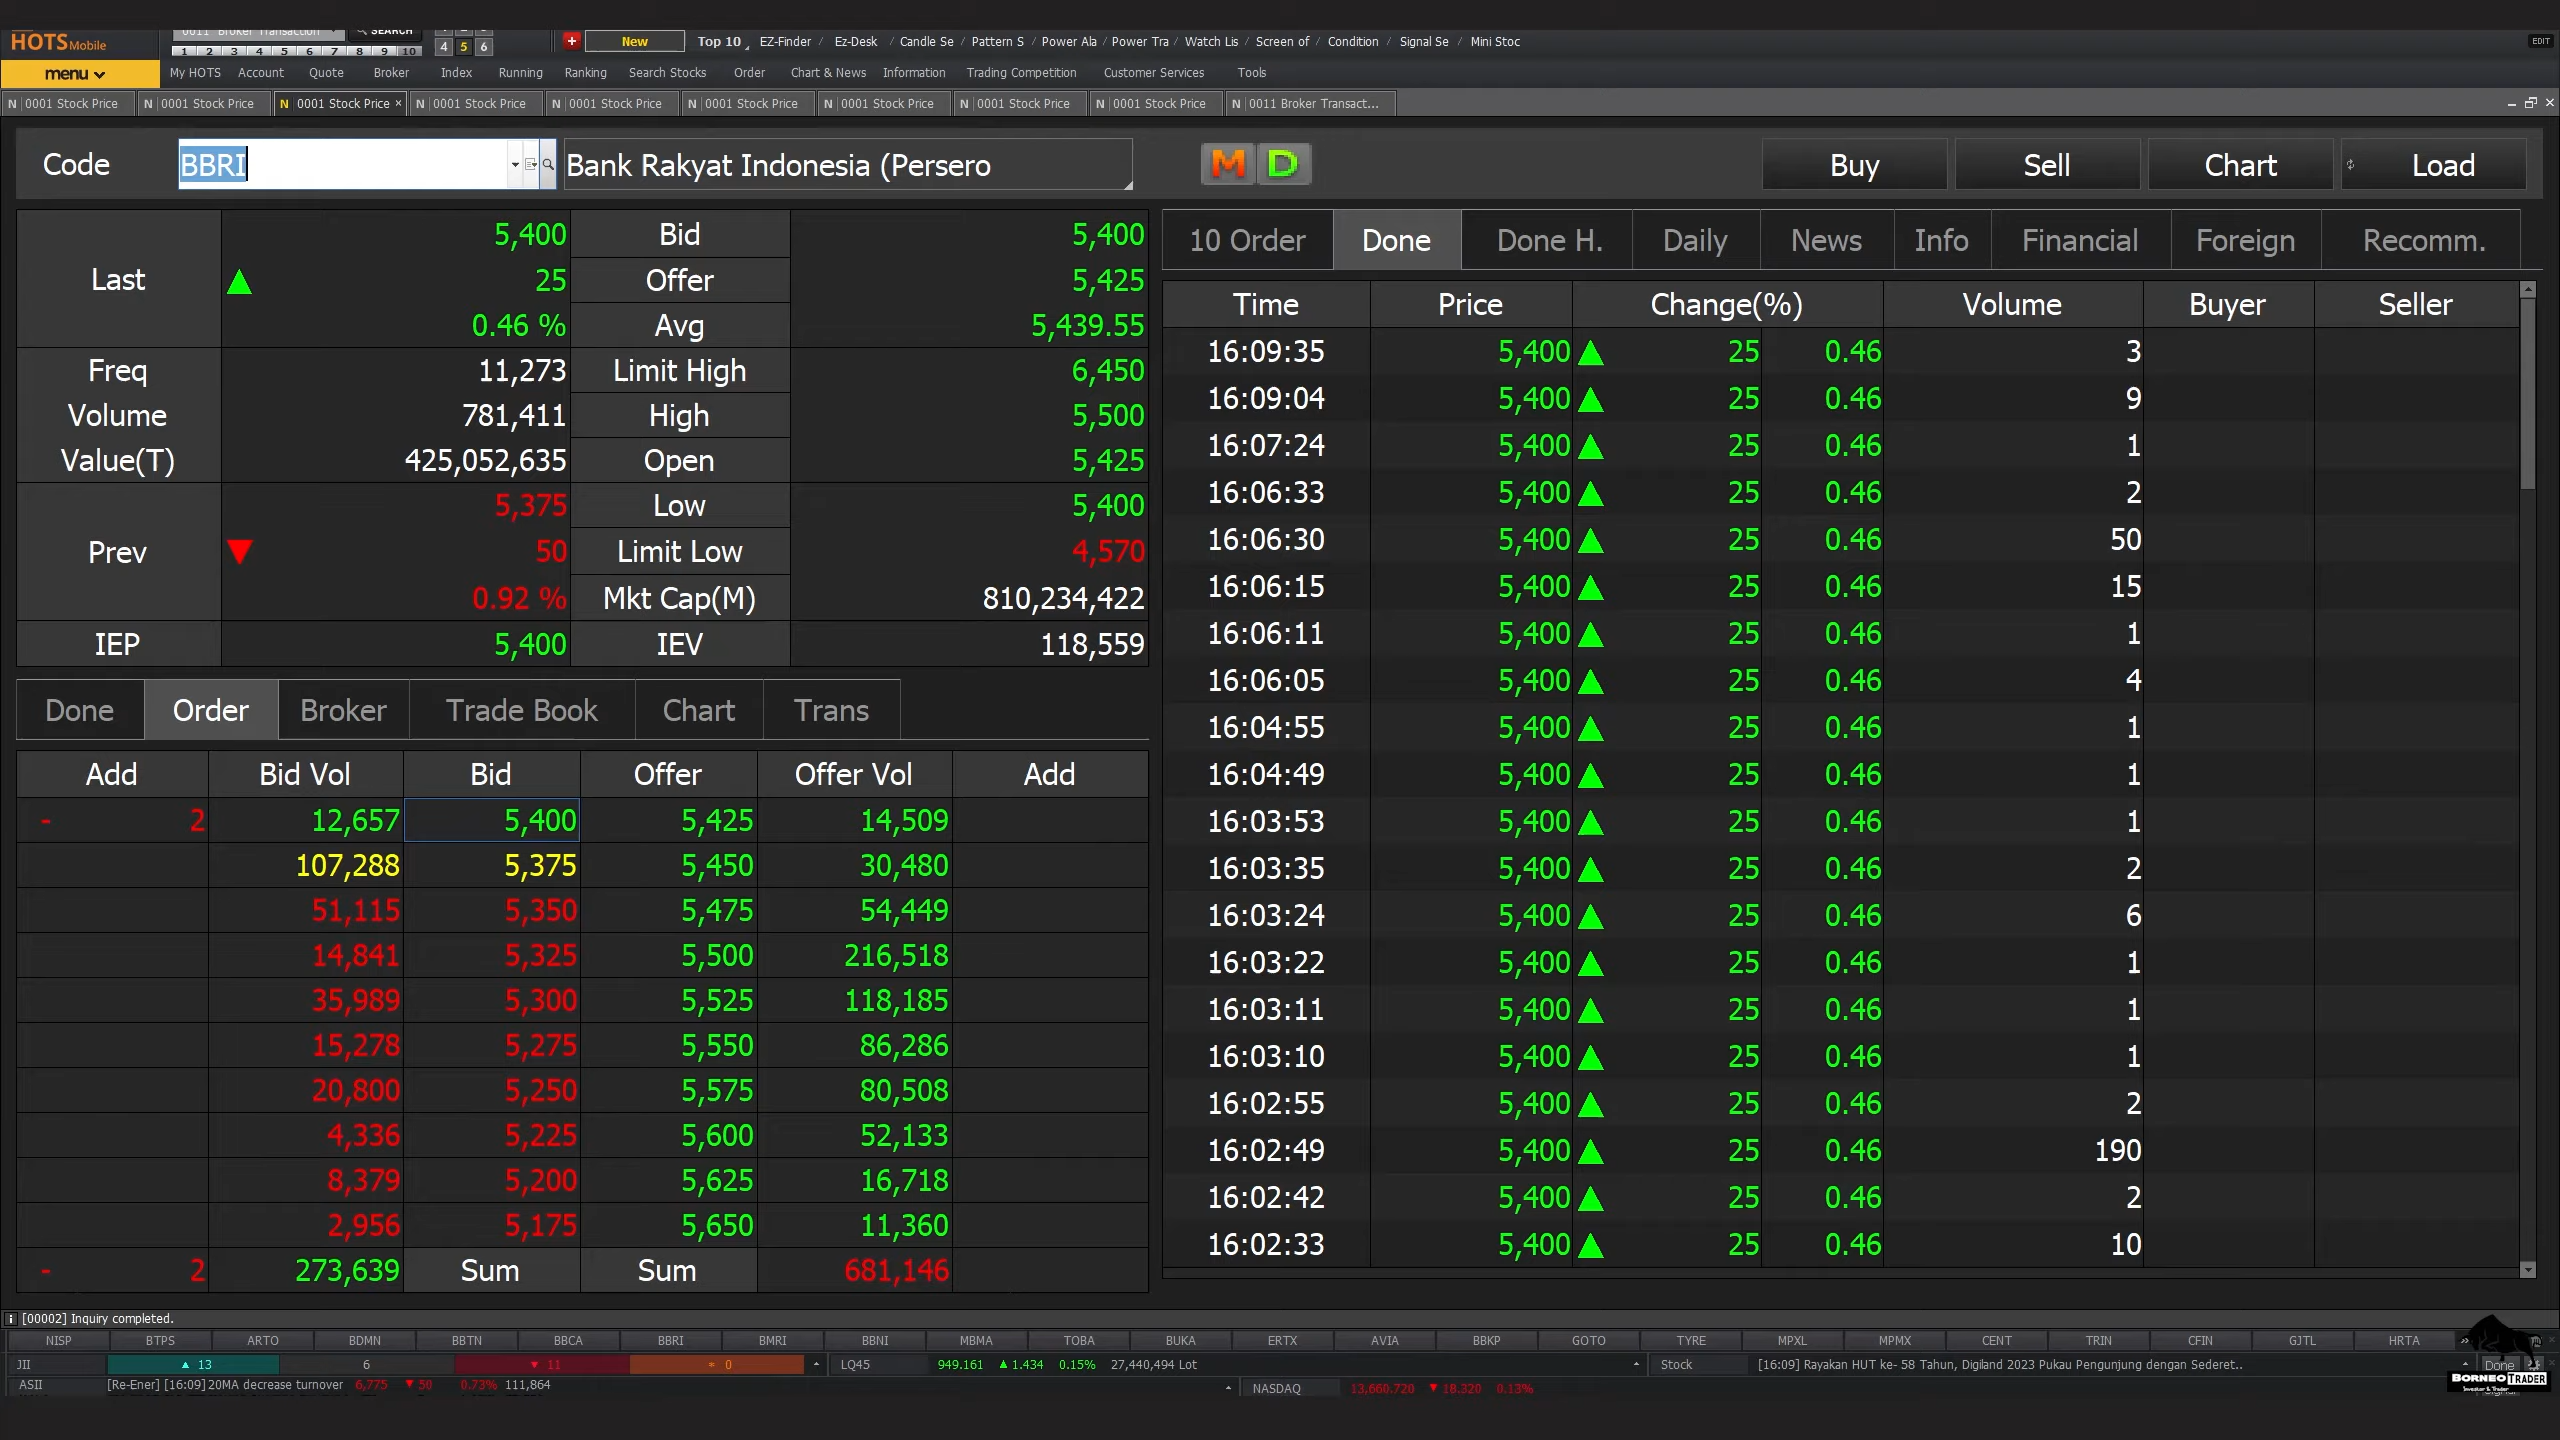 HOTS Mobile
0011 Broker Transaction SEARCH
1 2 3 4 5 6 7 8 9 10
4 5 6
New Top 10 EZ-Finder / Ez-Desk / Candle Se / Pattern S / Power Ala / Power Tra / Watch Lis / Screen of / Condition / Signal Se / Mini Stoc EDIT
menu My HOTS Account Quote Broker Index Running Ranking Search Stocks Order Chart & News Information Trading Competition Customer Services Tools
N 0001 Stock Price N 0001 Stock Price N 0001 Stock Price × N 0001 Stock Price N 0001 Stock Price N 0001 Stock Price N 0001 Stock Price N 0001 Stock Price N 0001 Stock Price N 0011 Broker Transact...
Code BBRI Bank Rakyat Indonesia (Persero M D Buy Sell Chart Load
Last 5,400 Bid 5,400
▲ 25 Offer 5,425
0.46 % Avg 5,439.55
Freq 11,273 Limit High 6,450
Volume 781,411 High 5,500
Value(T) 425,052,635 Open 5,425
Prev 5,375 Low 5,400
▼ 50 Limit Low 4,570
0.92 % Mkt Cap(M) 810,234,422
IEP 5,400 IEV 118,559
Done Order Broker Trade Book Chart Trans
Add Bid Vol Bid Offer Offer Vol Add
- 2 12,657 5,400 5,425 14,509
107,288 5,375 5,450 30,480
51,115 5,350 5,475 54,449
14,841 5,325 5,500 216,518
35,989 5,300 5,525 118,185
15,278 5,275 5,550 86,286
20,800 5,250 5,575 80,508
4,336 5,225 5,600 52,133
8,379 5,200 5,625 16,718
2,956 5,175 5,650 11,360
- 2 273,639 Sum Sum 681,146
10 Order Done Done H. Daily News Info Financial Foreign Recomm.
Time Price Change(%) Volume Buyer Seller
16:09:35 5,400 ▲ 25 0.46 3
16:09:04 5,400 ▲ 25 0.46 9
16:07:24 5,400 ▲ 25 0.46 1
16:06:33 5,400 ▲ 25 0.46 2
16:06:30 5,400 ▲ 25 0.46 50
16:06:15 5,400 ▲ 25 0.46 15
16:06:11 5,400 ▲ 25 0.46 1
16:06:05 5,400 ▲ 25 0.46 4
16:04:55 5,400 ▲ 25 0.46 1
16:04:49 5,400 ▲ 25 0.46 1
16:03:53 5,400 ▲ 25 0.46 1
16:03:35 5,400 ▲ 25 0.46 2
16:03:24 5,400 ▲ 25 0.46 6
16:03:22 5,400 ▲ 25 0.46 1
16:03:11 5,400 ▲ 25 0.46 1
16:03:10 5,400 ▲ 25 0.46 1
16:02:55 5,400 ▲ 25 0.46 2
16:02:49 5,400 ▲ 25 0.46 190
16:02:42 5,400 ▲ 25 0.46 2
16:02:33 5,400 ▲ 25 0.46 10
[00002] Inquiry completed.
NISP BTPS ARTO BDMN BBTN BBCA BBRI BMRI BBNI MBMA TOBA BUKA ERTX AVIA BBKP GOTO TYRE MPXL MPMX CENT TRIN CFIN GJTL HRTA
JII ▲ 13 6 ▼ 11 0 LQ45 949.161 ▲ 1.434 0.15% 27,440,494 Lot Stock [16:09] Rayakan HUT ke- 58 Tahun, Digiland 2023 Pukau Pengunjung dengan Sederet.. Done
ASII [Re-Ener] [16:09] 20MA decrease turnover 6,775 ▼ 50 0.73% 111,864 NASDAQ 13,660.720 ▼ 18.320 0.13%
BORNEO TRADER
Investor & Trader